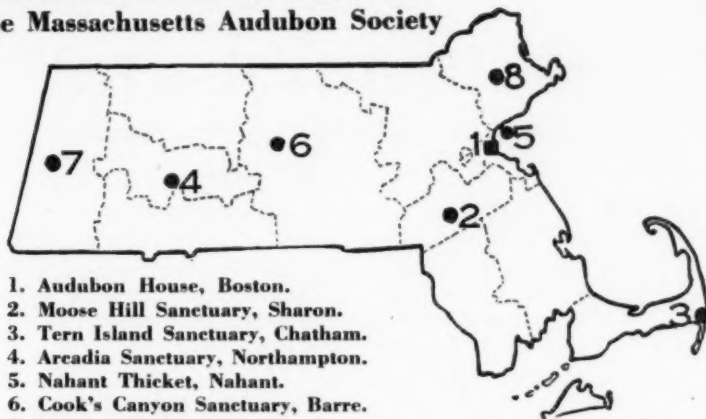 e Massachusetts Audubon Society
8
1 5
7 6
4
2
3
1. Audubon House, Boston.
2. Moose Hill Sanctuary, Sharon.
3. Tern Island Sanctuary, Chatham.
4. Arcadia Sanctuary, Northampton.
5. Nahant Thicket, Nahant.
6. Cook's Canyon Sanctuary, Barre.